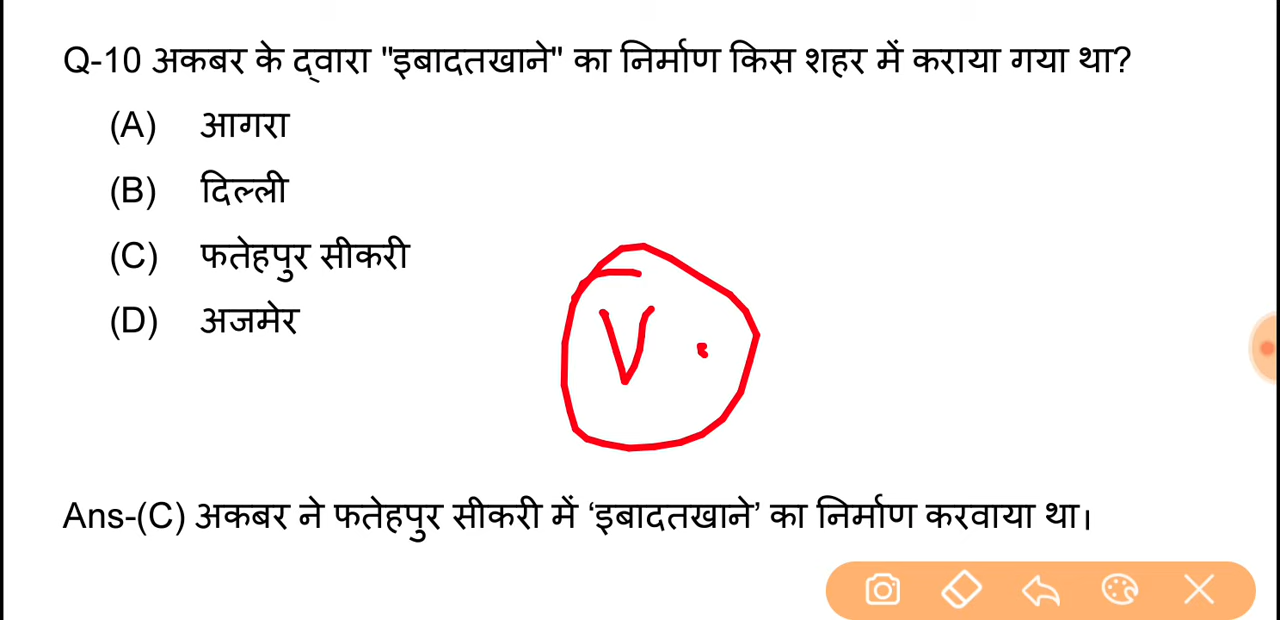 Q-10 अकबर के द्वारा "इबादतखाने" का निर्माण किस शहर में कराया गया था?
(A) आगरा
(B) दिल्ली
(C) फतेहपुर सीकरी
(D) अजमेर
V.
Ans-(C) अकबर ने फतेहपुर सीकरी में ‘इबादतखाने’ का निर्माण करवाया था।